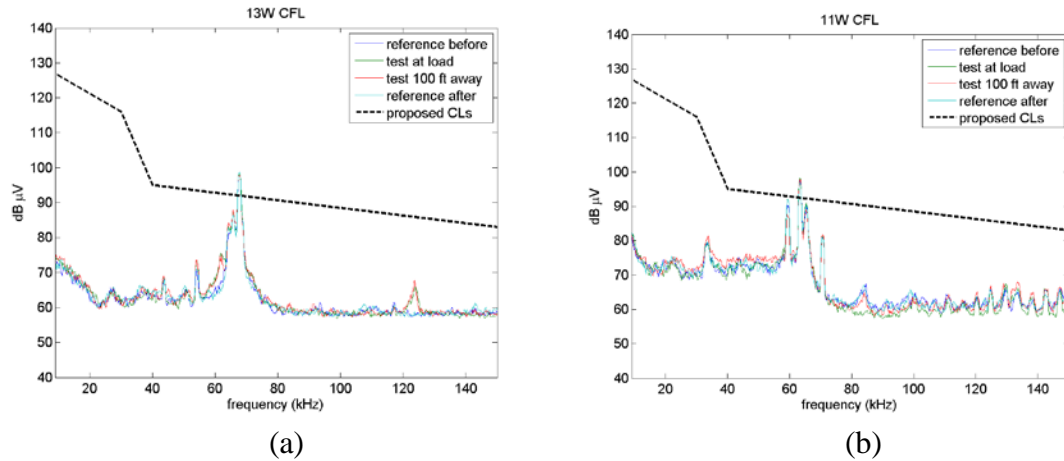 13W CFL
140
130
120
110
100
90
80
70
60
50
40
dB μV
20 40 60 80 100 120 140
frequency (kHz)
reference before
test at load
test 100 ft away
reference after
proposed CLs
(a)
11W CFL
140
130
120
110
100
90
80
70
60
50
40
dB μV
20 40 60 80 100 120 140
frequency (kHz)
reference before
test at load
test 100 ft away
reference after
proposed CLs
(b)